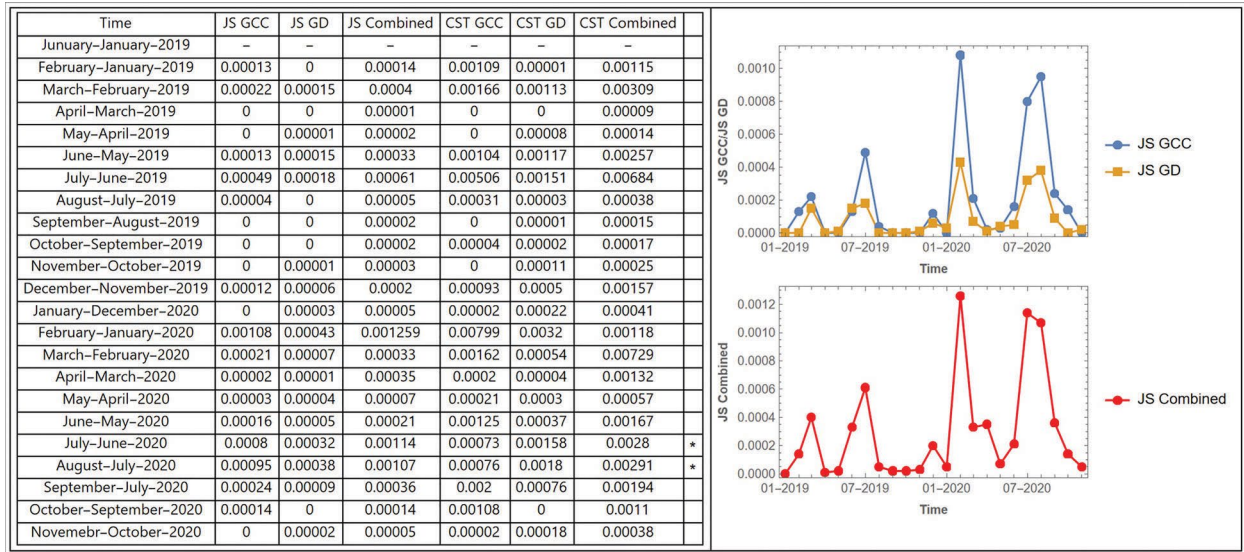 Time JS GCC JS GD JS Combined CST GCC CST GD CST Combined
Junuary–January–2019 – – – – – –
February–January–2019 0.00013 0 0.00014 0.00109 0.00001 0.00115
March–February–2019 0.00022 0.00015 0.0004 0.00166 0.00113 0.00309
April–March–2019 0 0 0.00001 0 0 0.00009
May–April–2019 0 0.00001 0.00002 0 0.00008 0.00014
June–May–2019 0.00013 0.00015 0.00033 0.00104 0.00117 0.00257
July–June–2019 0.00049 0.00018 0.00061 0.00506 0.00151 0.00684
August–July–2019 0.00004 0 0.00005 0.00031 0.00003 0.00038
September–August–2019 0 0 0.00002 0 0.00001 0.00015
October–September–2019 0 0 0.00002 0.00004 0.00002 0.00017
November–October–2019 0 0.00001 0.00003 0 0.00011 0.00025
December–November–2019 0.00012 0.00006 0.0002 0.00093 0.0005 0.00157
January–December–2020 0 0.00003 0.00005 0.00002 0.00022 0.00041
February–January–2020 0.00108 0.00043 0.001259 0.00799 0.0032 0.00118
March–February–2020 0.00021 0.00007 0.00033 0.00162 0.00054 0.00729
April–March–2020 0.00002 0.00001 0.00035 0.0002 0.00004 0.00132
May–April–2020 0.00003 0.00004 0.00007 0.00021 0.0003 0.00057
June–May–2020 0.00016 0.00005 0.00021 0.00125 0.00037 0.00167
July–June–2020 0.0008 0.00032 0.00114 0.00073 0.00158 0.0028 *
August–July–2020 0.00095 0.00038 0.00107 0.00076 0.0018 0.00291 *
September–July–2020 0.00024 0.00009 0.00036 0.002 0.00076 0.00194
October–September–2020 0.00014 0 0.00014 0.00108 0 0.0011
Novemebr–October–2020 0 0.00002 0.00005 0.00002 0.00018 0.00038
JS GCC/JS GD
0.0010
0.0008
0.0006
0.0004
0.0002
0.0000
01–2019 07–2019 01–2020 07–2020
Time
JS GCC
JS GD
JS Combined
0.0012
0.0010
0.0008
0.0006
0.0004
0.0002
0.0000
01–2019 07–2019 01–2020 07–2020
Time
JS Combined